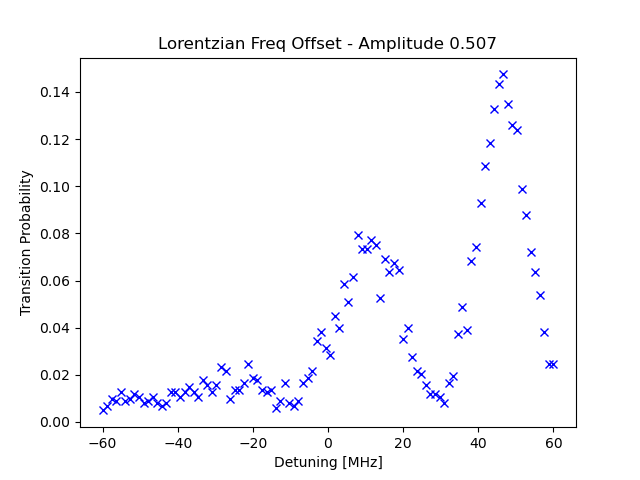 Lorentzian Freq Offset - Amplitude 0.507
Transition Probability
0.14
0.12
0.10
0.08
0.06
0.04
0.02
0.00
−60 −40 −20 0 20 40 60
Detuning [MHz]